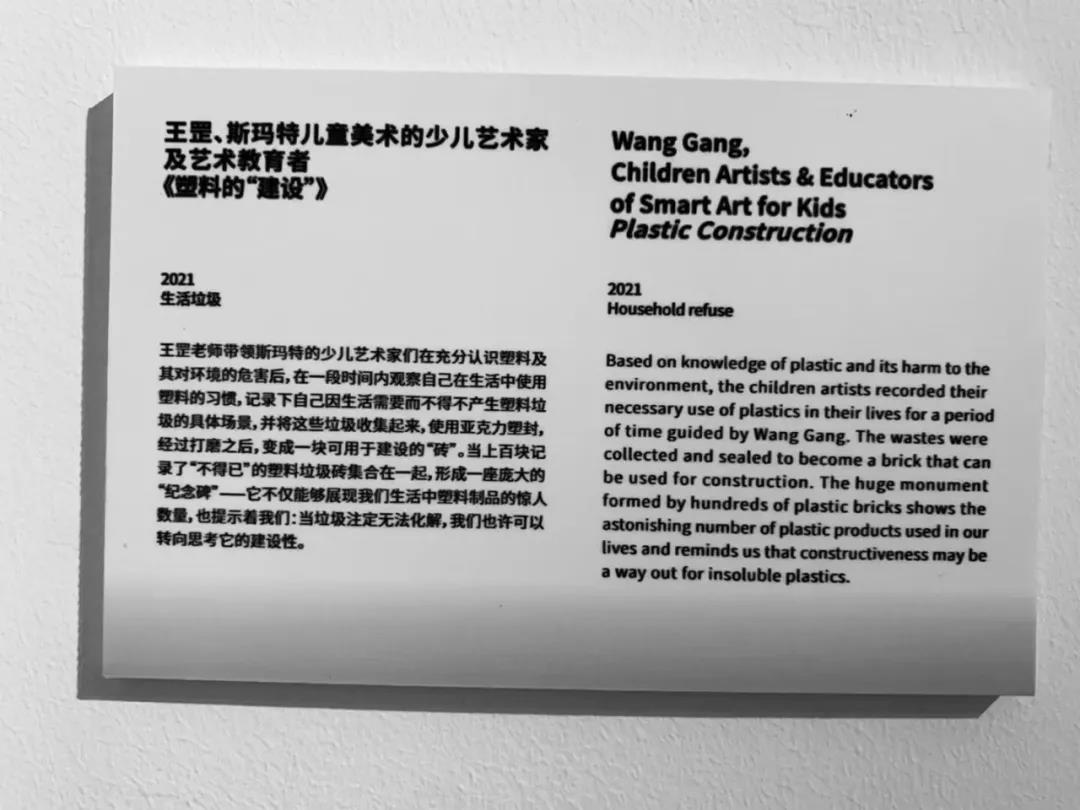 王罡、斯玛特儿童美术的少儿艺术家
及艺术教育者
《塑料的“建设”》
2021
生活垃圾
王罡老师带领斯玛特的少儿艺术家们在充分认识塑料及
其对环境的危害后，在一段时间内观察自己在生活中使用
塑料的习惯，记录下自己因生活需要而不得不产生塑料垃
圾的具体场景，并将这些垃圾收集起来，使用亚克力塑封，
经过打磨之后，变成一块可用于建设的“砖”。当上百块记
录了“不得已”的塑料垃圾砖集合在一起，形成一座庞大的
“纪念碑”——它不仅能够展现我们生活中塑料制品的惊人
数量，也提示着我们：当垃圾注定无法化解，我们也许可以
转向思考它的建设性。
Wang Gang,
Children Artists & Educators
of Smart Art for Kids
Plastic Construction
2021
Household refuse
Based on knowledge of plastic and its harm to the
environment, the children artists recorded their
necessary use of plastics in their lives for a period
of time guided by Wang Gang. The wastes were
collected and sealed to become a brick that can
be used for construction. The huge monument
formed by hundreds of plastic bricks shows the
astonishing number of plastic products used in our
lives and reminds us that constructiveness may be
a way out for insoluble plastics.